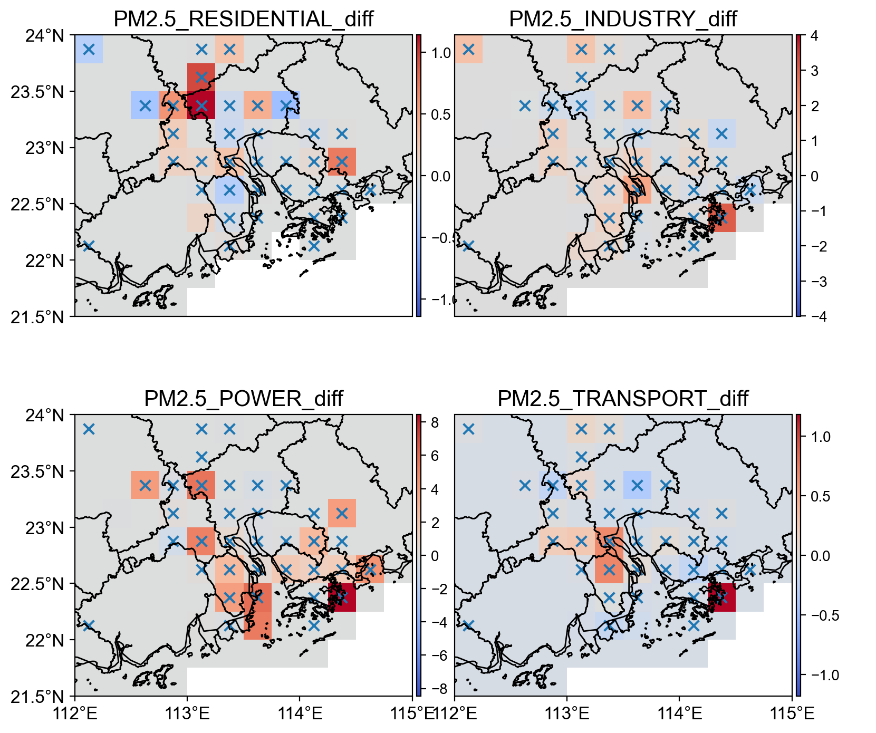 PM2.5_RESIDENTIAL_diff
PM2.5_INDUSTRY_diff
24°N
23.5°N
23°N
22.5°N
22°N
21.5°N
1.0
0.5
0.0
−0.
−1.0
4
3
2
1
0
−1
−2
−3
−4
PM2.5_POWER_diff
PM2.5_TRANSPORT_diff
24°N
23.5°N
23°N
22.5°N
22°N
21.5°N
8
6
4
2
0
−2
−4
−6
−8
1.0
0.5
0.0
−0.5
−1.0
112°E
113°E
114°E
115°E
112°E
113°E
114°E
115°E